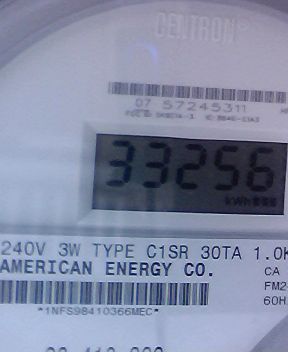 CENTRON
07 57245311
33256
kWh
240V 3W TYPE C1SR 30TA 1.0K
AMERICAN ENERGY CO.
CA
FM2
*1NFS98410366MEC*
60H